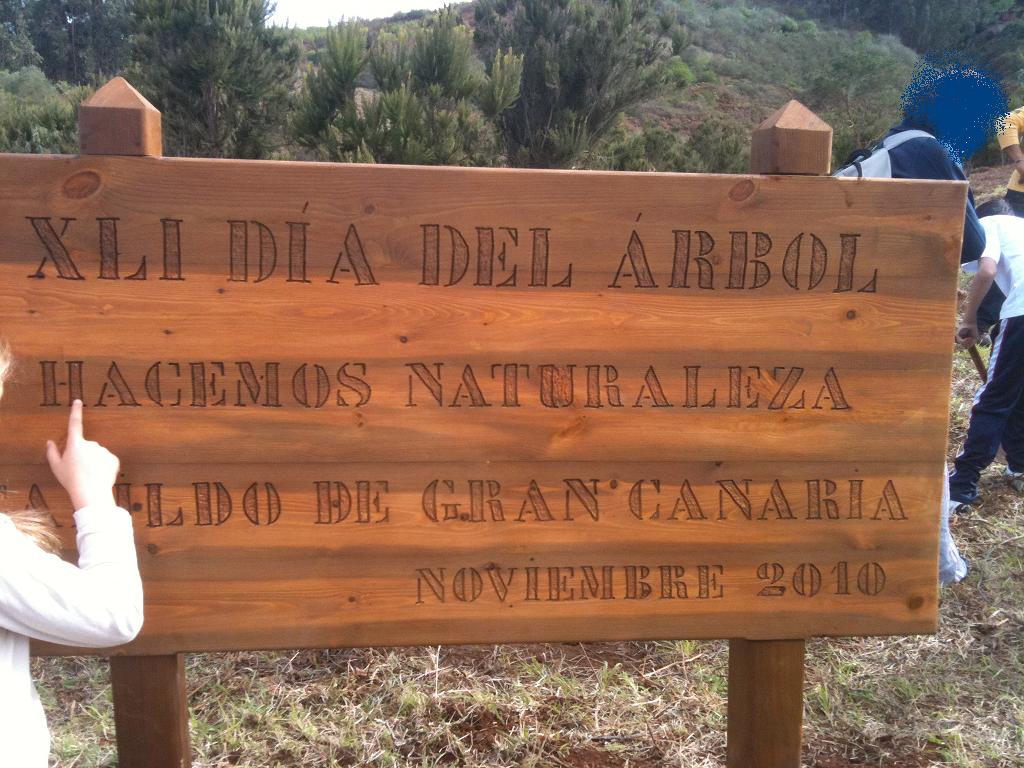 XLI DÍA DEL ÁRBOL
HACEMOS NATURALEZA
DE GRAN CANARIA
NOVIEMBRE 2010